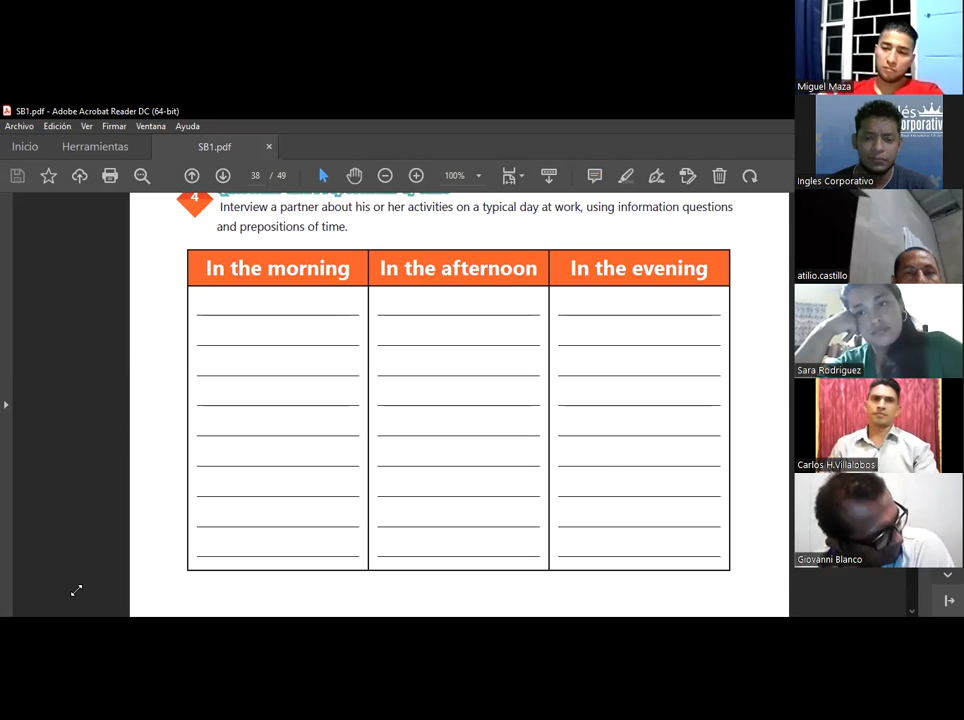 SB1.pdf - Adobe Acrobat Reader DC (64-bit)
Archivo Edición Ver Firmar Ventana Ayuda
Inicio Herramientas SB1.pdf ×
38 / 49 100%
4
Interview a partner about his or her activities on a typical day at work, using information questions
and prepositions of time.
In the morning In the afternoon In the evening
Miguel Maza
Ingles Corporativo
atilio.castillo
Sara Rodriguez
Carlos H.Villalobos
Giovanni Blanco